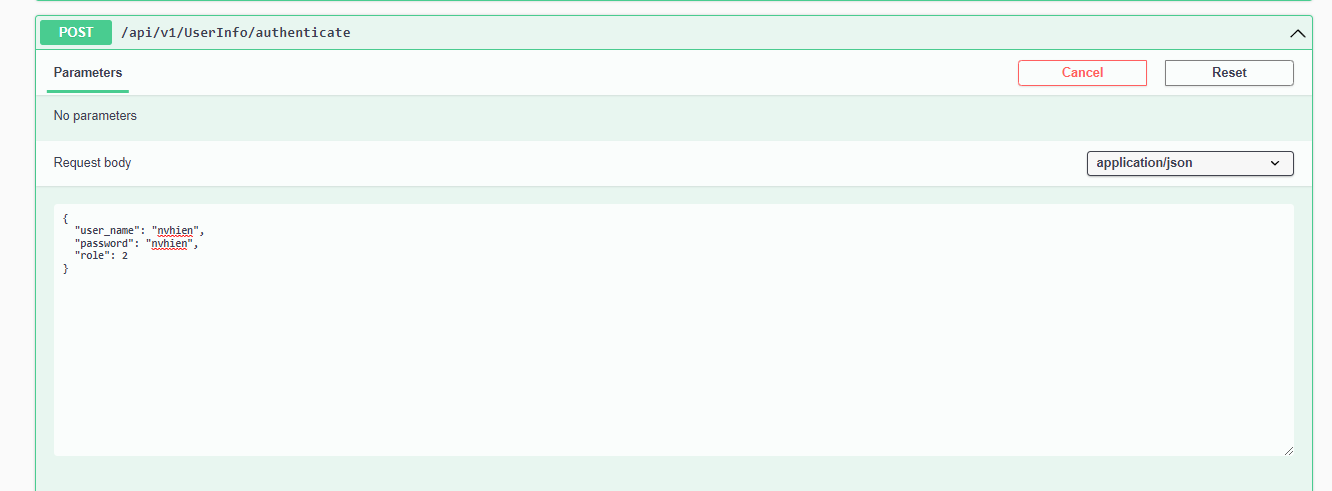 POST /api/v1/UserInfo/authenticate
Parameters
Cancel
Reset
No parameters
Request body
application/json
{
  "user_name": "nvhien",
  "password": "nvhien",
  "role": 2
}